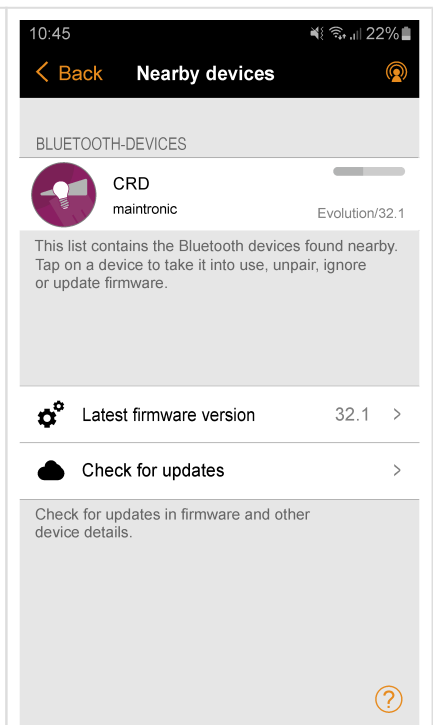 10:45 22%
Back Nearby devices
BLUETOOTH-DEVICES
CRD
maintronic Evolution/32.1
This list contains the Bluetooth devices found nearby.
Tap on a device to take it into use, unpair, ignore
or update firmware.
Latest firmware version 32.1
Check for updates
Check for updates in firmware and other
device details.
?